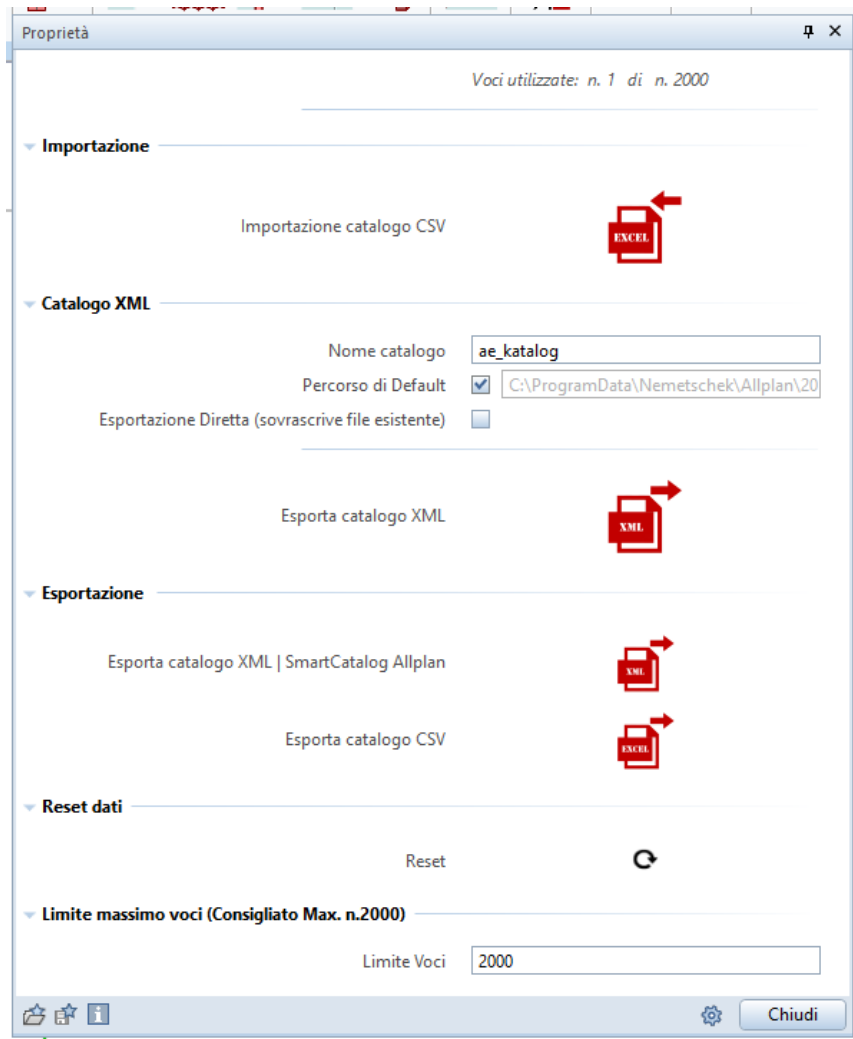 Proprietà
Voci utilizzate: n. 1 di n. 2000
Importazione
Importazione catalogo CSV
EXCEL
Catalogo XML
Nome catalogo ae_katalog
Percorso di Default C:\ProgramData\Nemetschek\Allplan\20
Esportazione Diretta (sovrascrive file esistente)
Esporta catalogo XML
XML
Esportazione
Esporta catalogo XML | SmartCatalog Allplan
XML
Esporta catalogo CSV
EXCEL
Reset dati
Reset
Limite massimo voci (Consigliato Max. n.2000)
Limite Voci 2000
Chiudi